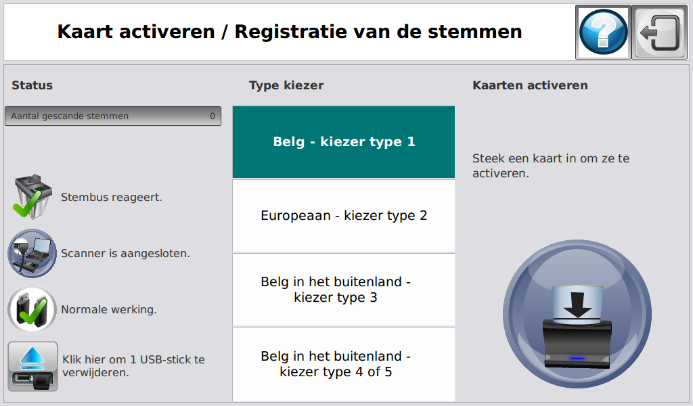 Kaart activeren / Registratie van de stemmen
?
Status
Aantal gescande stemmen 0
Stembus reageert.
Scanner is aangesloten.
Normale werking.
Klik hier om 1 USB-stick te
verwijderen.
Type kiezer
Belg - kiezer type 1
Europeaan - kiezer type 2
Belg in het buitenland -
kiezer type 3
Belg in het buitenland -
kiezer type 4 of 5
Kaarten activeren
Steek een kaart in om ze te
activeren.